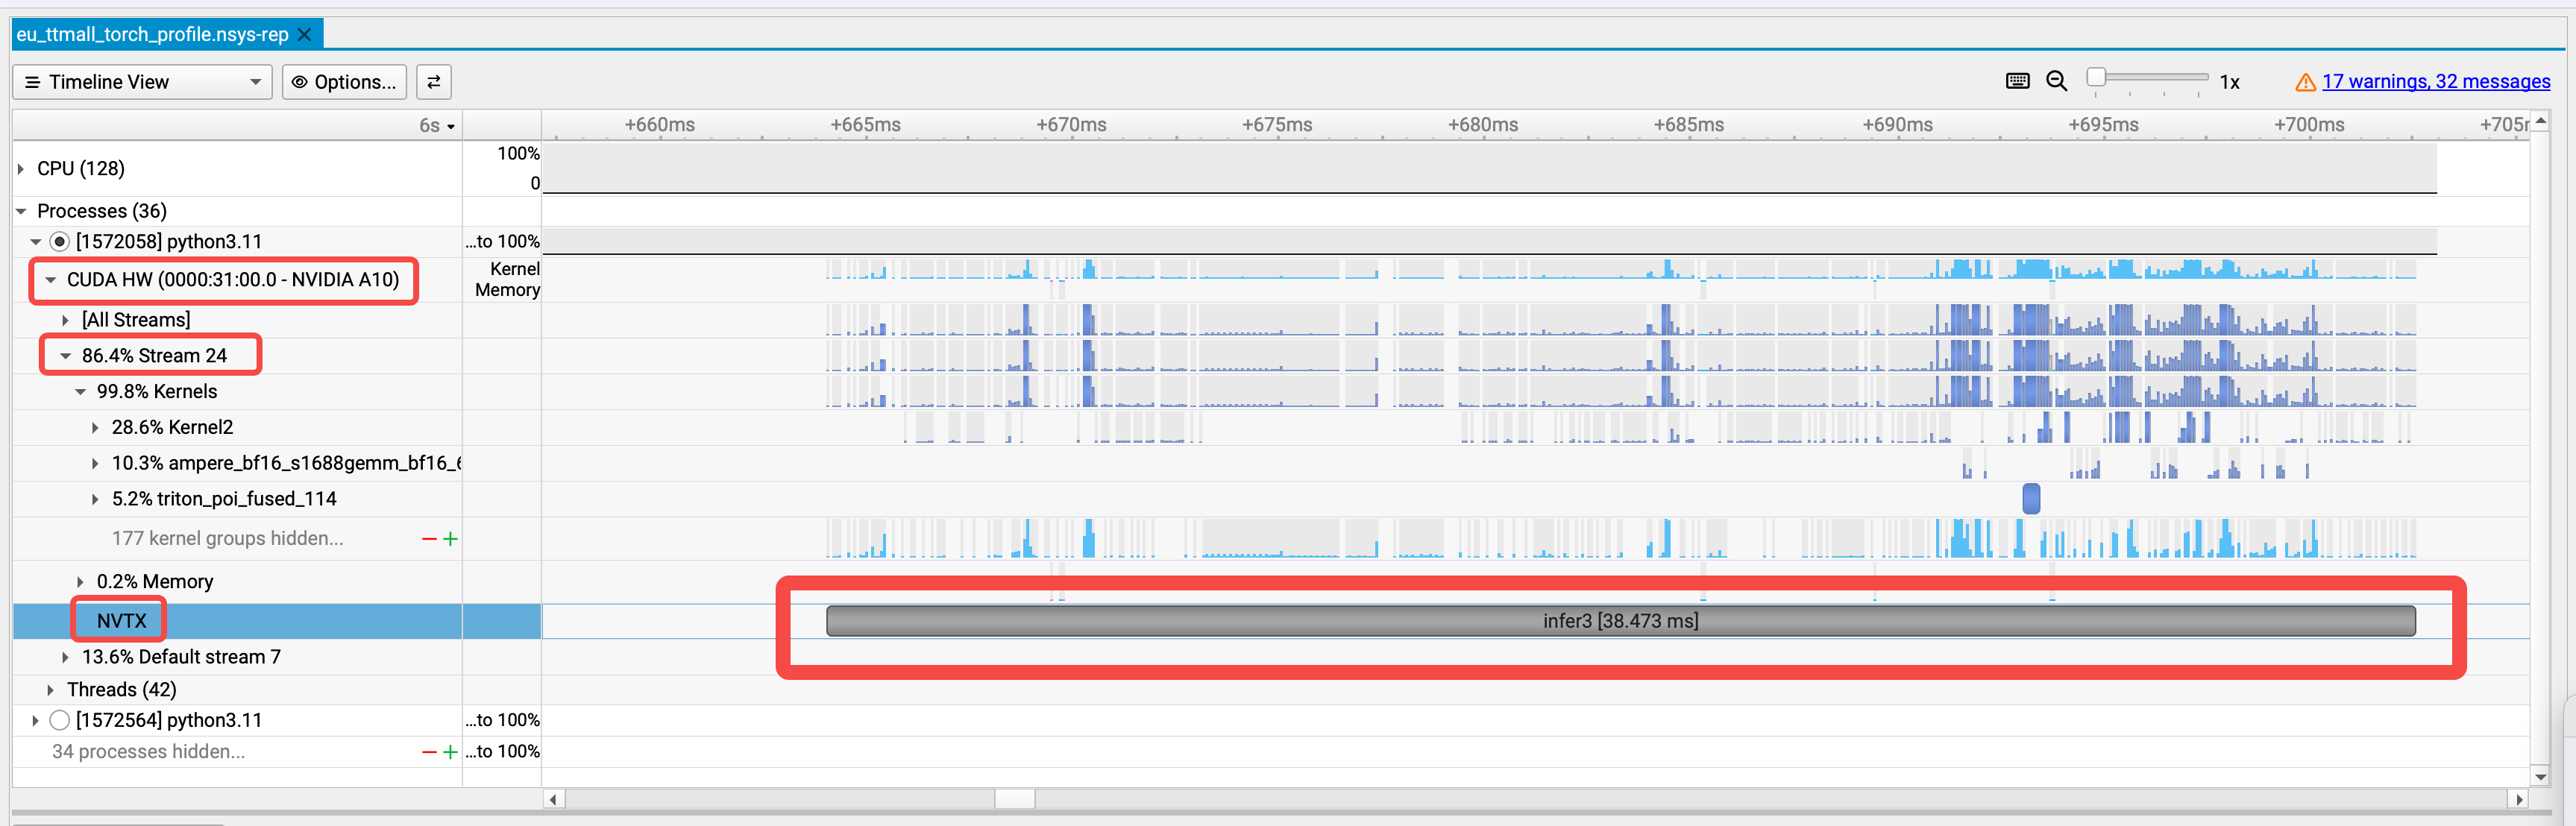 eu_ttmall_torch_profile.nsys-rep
Timeline View
Options...
1x
17 warnings, 32 messages
6s
+660ms +665ms +670ms +675ms +680ms +685ms +690ms +695ms +700ms
CPU (128)
100%
0
Processes (36)
[1572058] python3.11 ...to 100%
CUDA HW (0000:31:00.0 - NVIDIA A10)
Kernel
Memory
[All Streams]
86.4% Stream 24
99.8% Kernels
28.6% Kernel2
10.3% ampere_bf16_s1688gemm_bf16_
5.2% triton_poi_fused_114
177 kernel groups hidden...
0.2% Memory
NVTX
infer3 [38.473 ms]
13.6% Default stream 7
Threads (42)
[1572564] python3.11 ...to 100%
34 processes hidden... ...to 100%